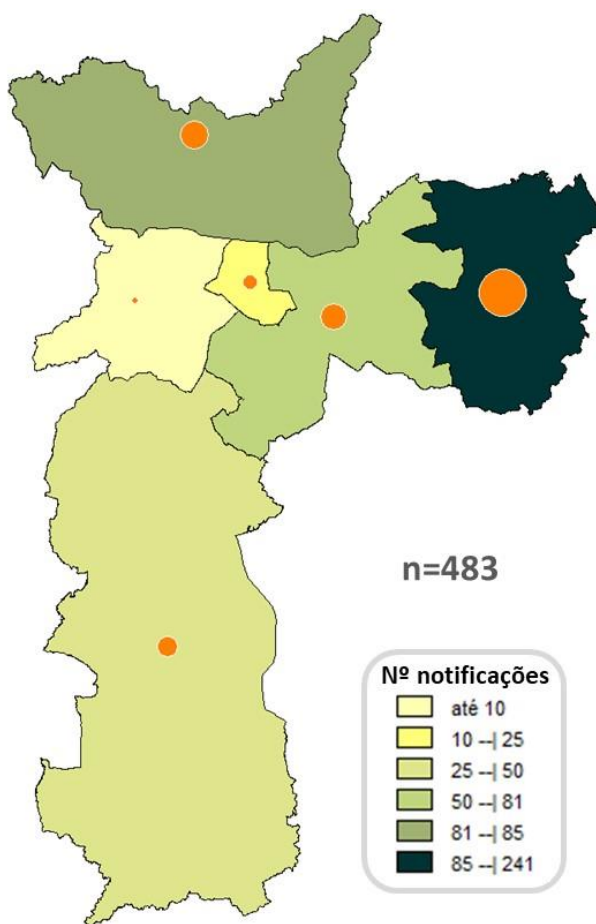 n=483
Nº notificações
até 10
10 --| 25
25 --| 50
50 --| 81
81 --| 85
85 --| 241